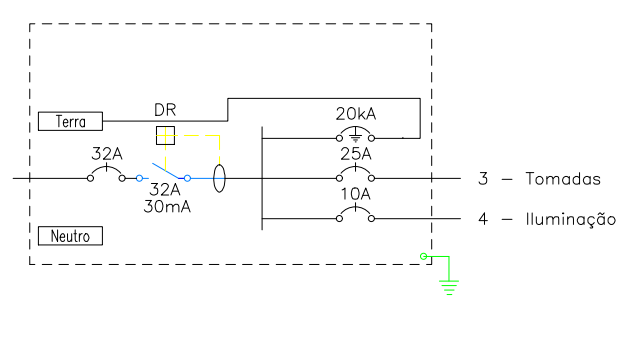 DR
Terra
20kA
32A
25A
3 - Tomadas
32A
10A
30mA
4 - Iluminação
Neutro